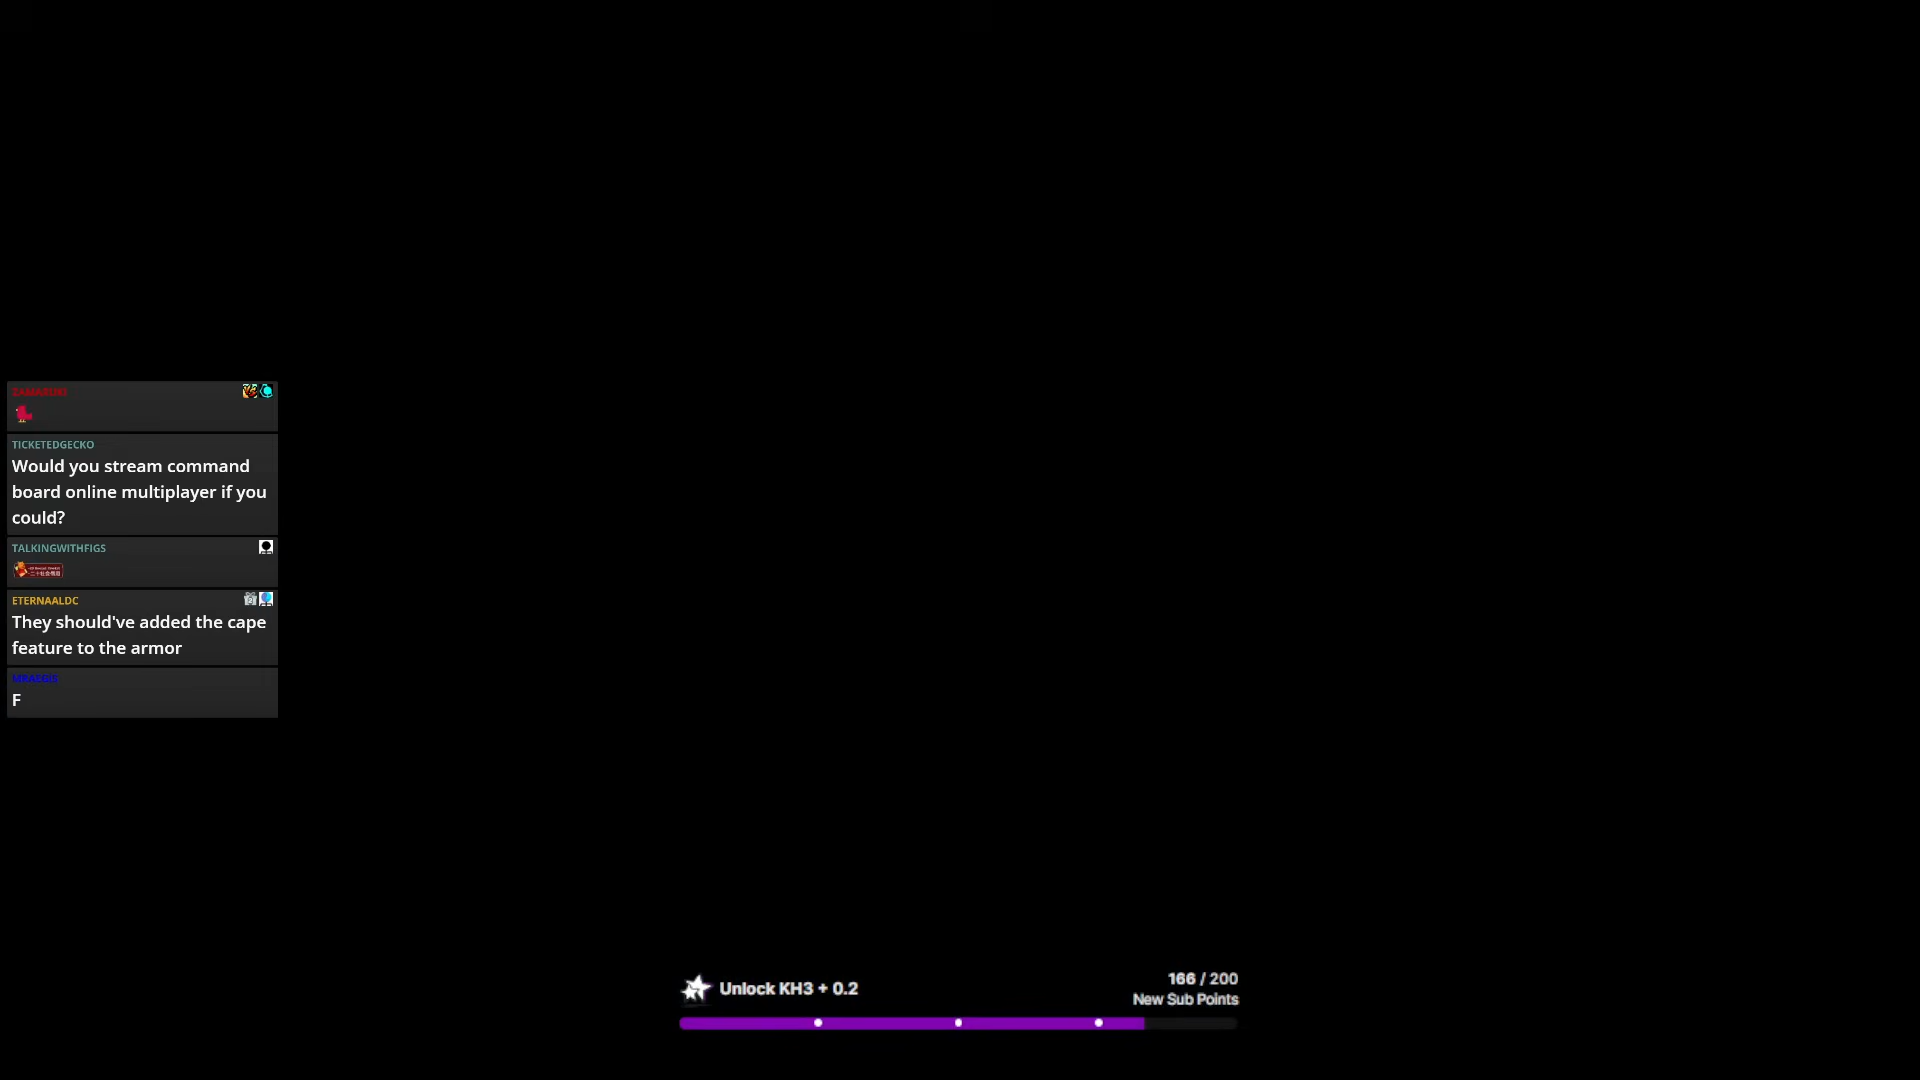 TICKETEDGECKO
Would you stream command
board online multiplayer if you
could?
TALKINGWITHFIGS
ETERNAALDC
They should've added the cape
feature to the armor
MRAEGIS
F
Unlock KH3 + 0.2
166 / 200
New Sub Points